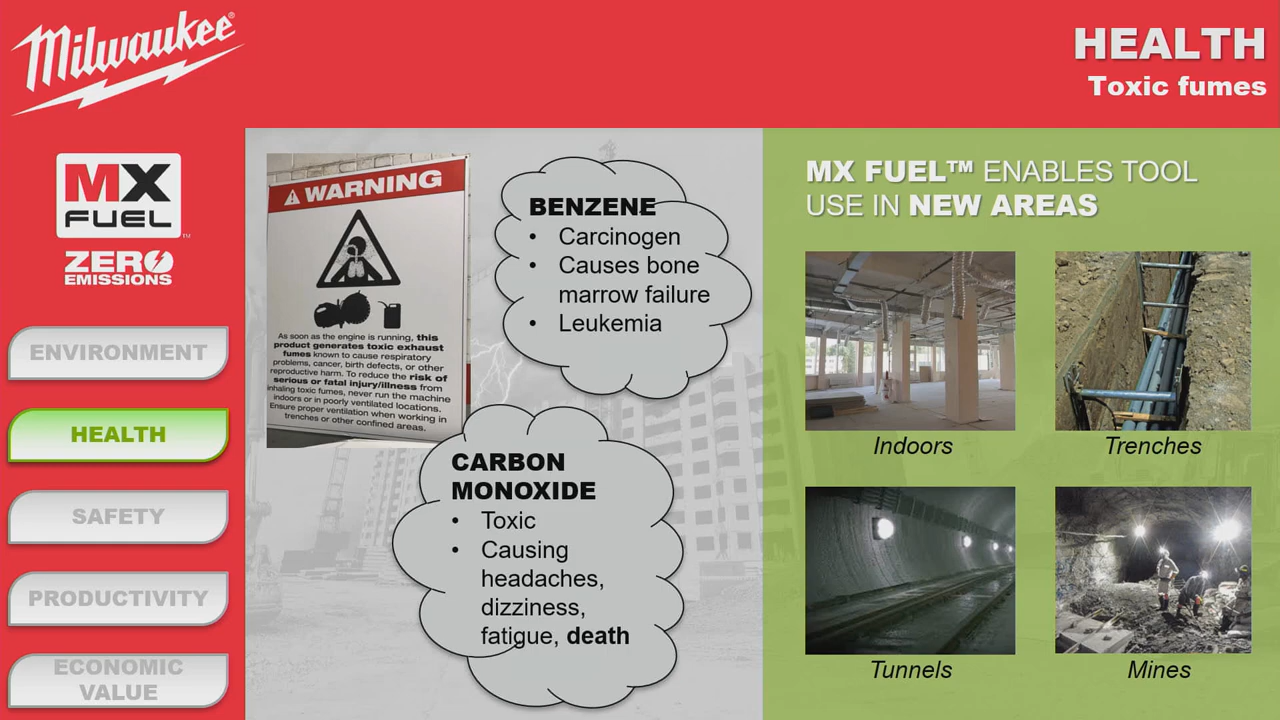 Milwaukee®
HEALTH
Toxic fumes
MX
FUEL™
ZERO
EMISSIONS
ENVIRONMENT
HEALTH
SAFETY
PRODUCTIVITY
ECONOMIC
VALUE
WARNING
As soon as the engine is running, this
product generates toxic exhaust
fumes known to cause respiratory
problems, cancer, birth defects, or other
reproductive harm. To reduce the risk of
serious or fatal injury/illness from
inhaling toxic fumes, never run the machine
indoors or in poorly ventilated locations.
Ensure proper ventilation when working in
trenches or other confined areas.
BENZENE
• Carcinogen
• Causes bone
marrow failure
• Leukemia
CARBON
MONOXIDE
• Toxic
• Causing
headaches,
dizziness,
fatigue, death
MX FUEL™ ENABLES TOOL
USE IN NEW AREAS
Indoors
Trenches
Tunnels
Mines